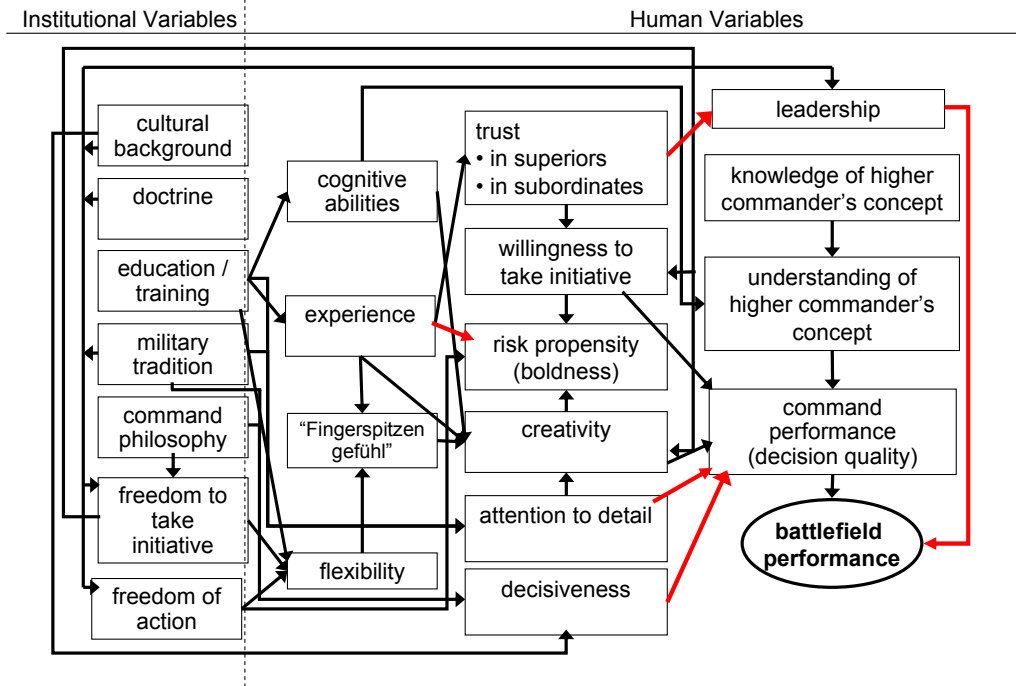 Institutional Variables
Human Variables
cultural
background
doctrine
education /
training
military
tradition
command
philosophy
freedom to
take
initiative
freedom of
action
cognitive
abilities
experience
“Fingerspitzen
gefühl”
flexibility
trust
• in superiors
• in subordinates
willingness to
take initiative
risk propensity
(boldness)
creativity
attention to detail
decisiveness
leadership
knowledge of higher
commander’s concept
understanding of
higher commander’s
concept
command
performance
(decision quality)
battlefield
performance